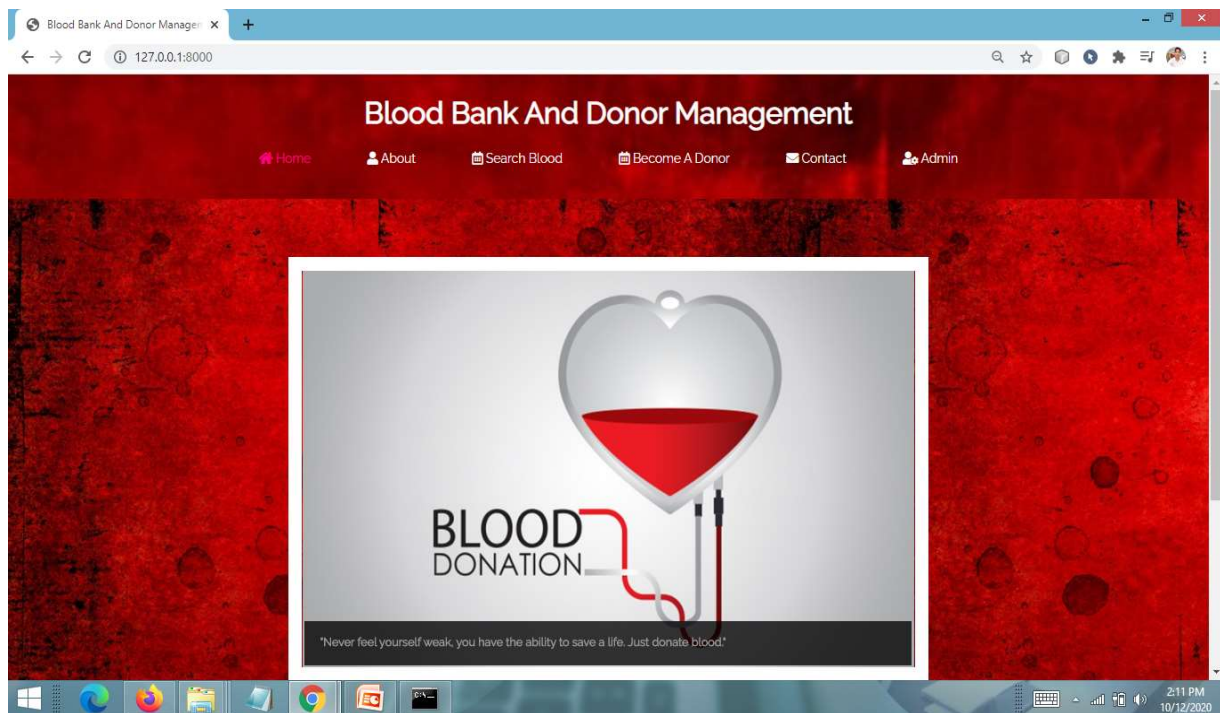 Blood Bank And Donor Manager
127.0.0.1:8000
Blood Bank And Donor Management
Home About Search Blood Become A Donor Contact Admin
BLOOD
DONATION
"Never feel yourself weak, you have the ability to save a life. Just donate blood."
C:\_
2:11 PM
10/12/2020